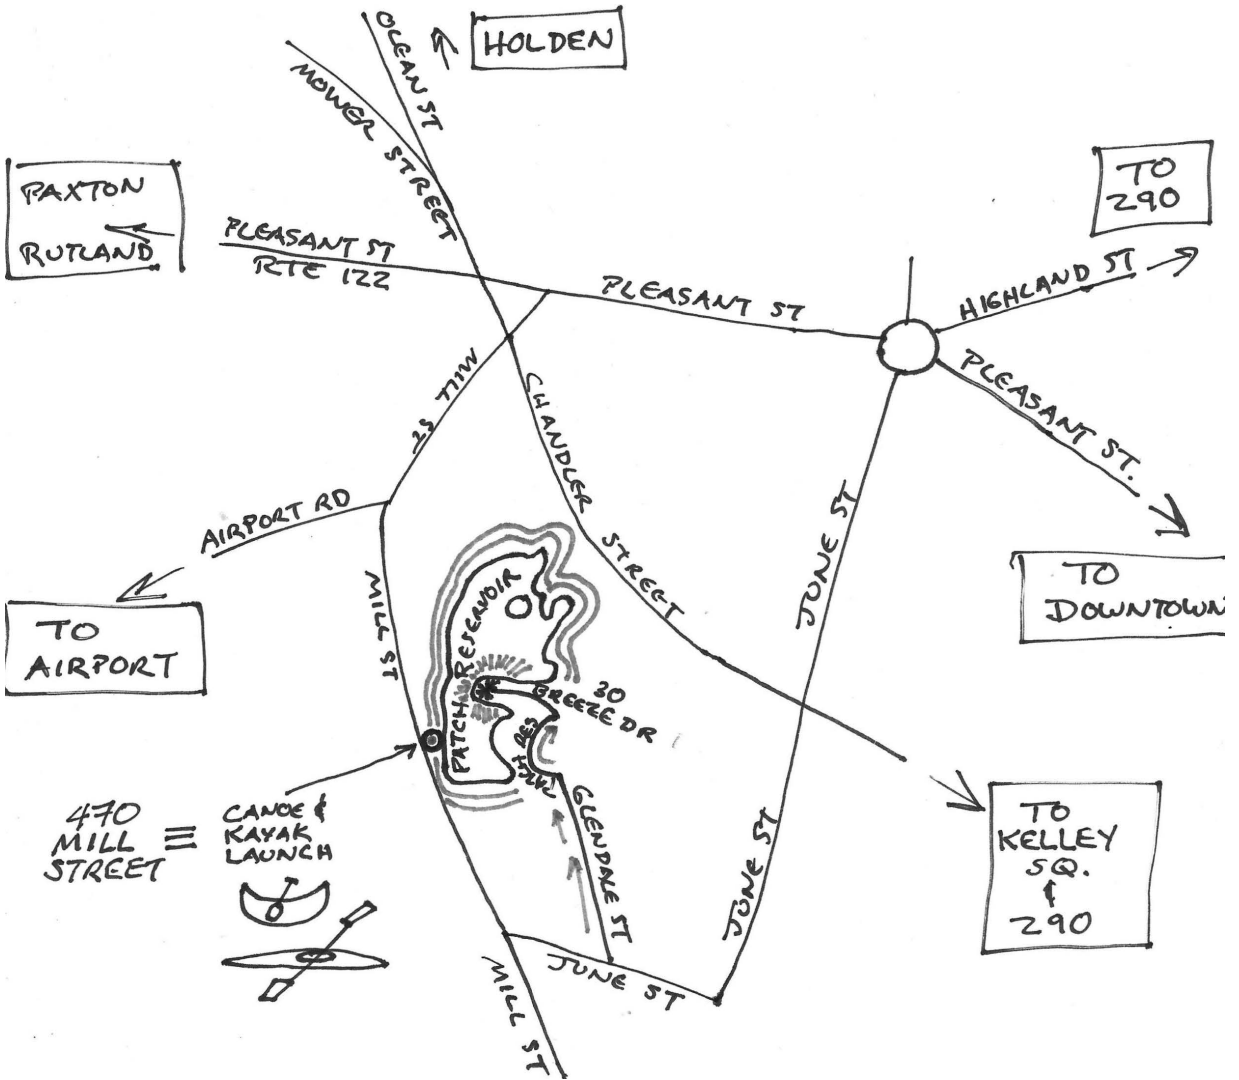 OLEAN ST
HOLDEN
MOWER STREET
PAXTON
RUTLAND
PLEASANT ST
RTE 122
PLEASANT ST
TO
290
HIGHLAND ST
PLEASANT ST.
MILL ST
CHANDLER STREET
AIRPORT RD
JUNE ST
TO
DOWNTOWN
TO
AIRPORT
MILL ST
PATCH RESERVOIR
30
BREEZE DR
PATCH RES
470
MILL
STREET
CANOE &
KAYAK
LAUNCH
GLENDALE ST
JUNE ST
TO
KELLEY
SQ.
&
290
JUNE ST
MILL ST